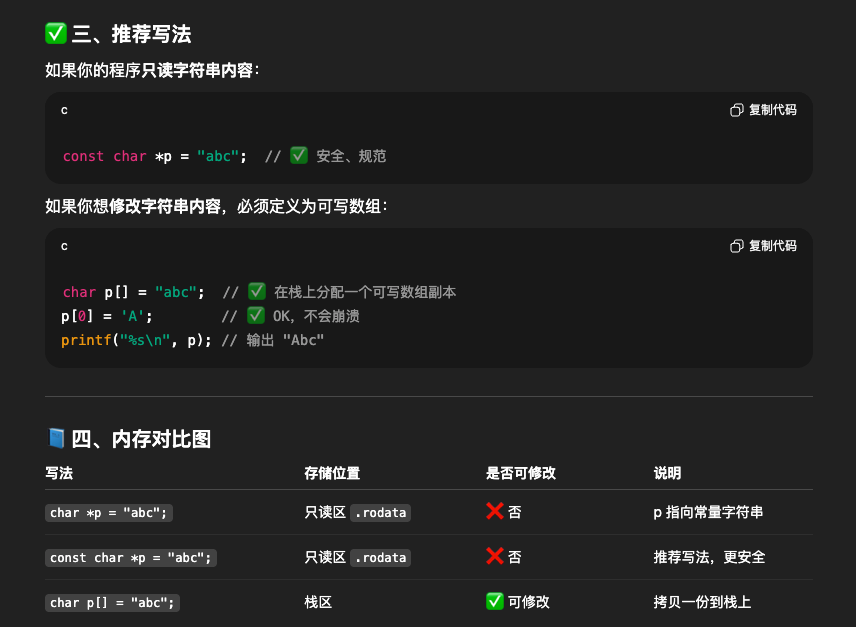 ✅ 三、推荐写法
如果你的程序只读字符串内容：
c 复制代码
const char *p = "abc";  // ✅ 安全、规范
如果你想修改字符串内容，必须定义为可写数组：
c 复制代码
char p[] = "abc";  // ✅ 在栈上分配一个可写数组副本
p[0] = 'A';        // ✅ OK，不会崩溃
printf("%s\n", p); // 输出 "Abc"
📘 四、内存对比图
写法 存储位置 是否可修改 说明
char *p = "abc"; 只读区 .rodata ❌ 否 p 指向常量字符串
const char *p = "abc"; 只读区 .rodata ❌ 否 推荐写法，更安全
char p[] = "abc"; 栈区 ✅ 可修改 拷贝一份到栈上